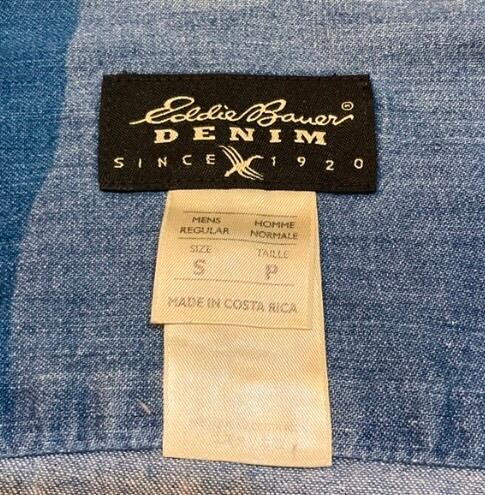 Eddie Bauer®
DENIM
SINCE 1920
MENS HOMME
REGULAR NORMALE
SIZE TAILLE
S P
MADE IN COSTA RICA